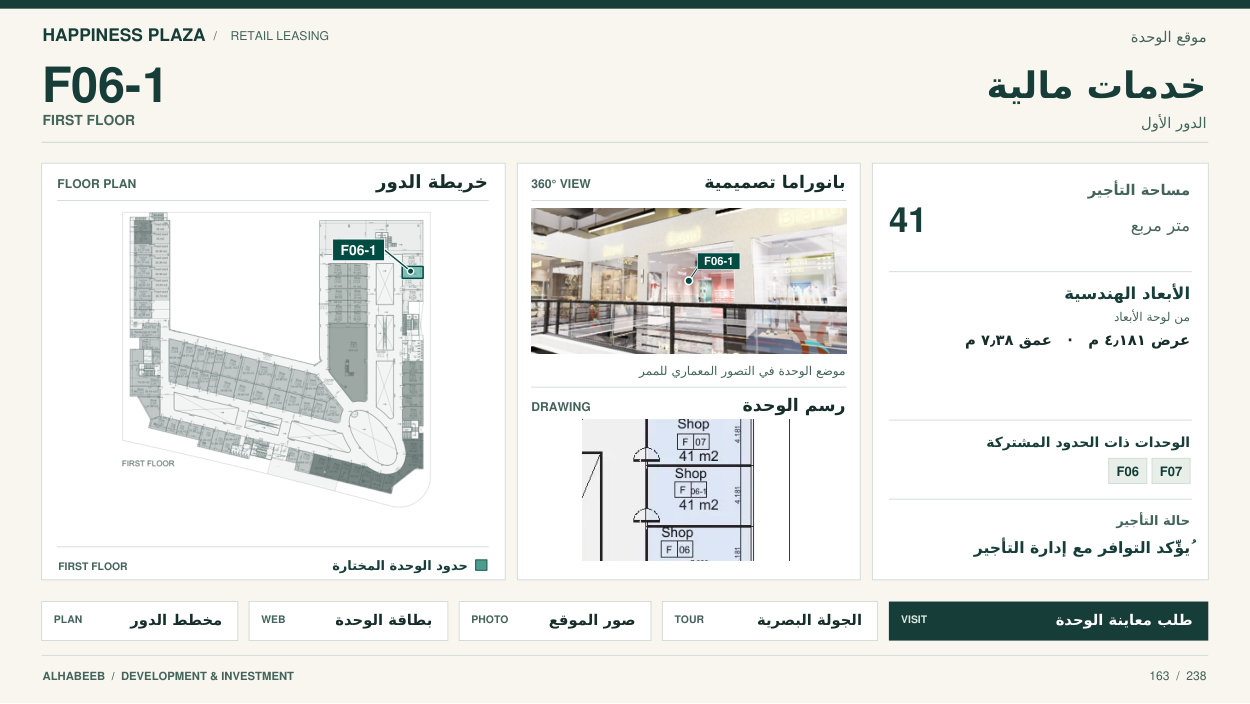 HAPPINESS PLAZA / RETAIL LEASING
موقع الوحدة
F06-1
خدمات مالية
FIRST FLOOR
الدور الأول
FLOOR PLAN
خريطة الدور
F06-1
FIRST FLOOR
FIRST FLOOR
حدود الوحدة المختارة
360° VIEW
بانوراما تصميمية
F06-1
موضع الوحدة في التصور المعماري للممر
DRAWING
رسم الوحدة
Shop
F 07
41 m2
4.181
Shop
F 06-1
41 m2
4.181
Shop
F 06
مساحة التأجير
41
متر مربع
الأبعاد الهندسية
من لوحة الأبعاد
عرض ٤٫١٨١ م · عمق ٧٫٣٨ م
الوحدات ذات الحدود المشتركة
F06 F07
حالة التأجير
يؤكّد التوافر مع إدارة التأجير
PLAN مخطط الدور
WEB بطاقة الوحدة
PHOTO صور الموقع
TOUR الجولة البصرية
VISIT طلب معاينة الوحدة
ALHABEEB / DEVELOPMENT & INVESTMENT
163 / 238